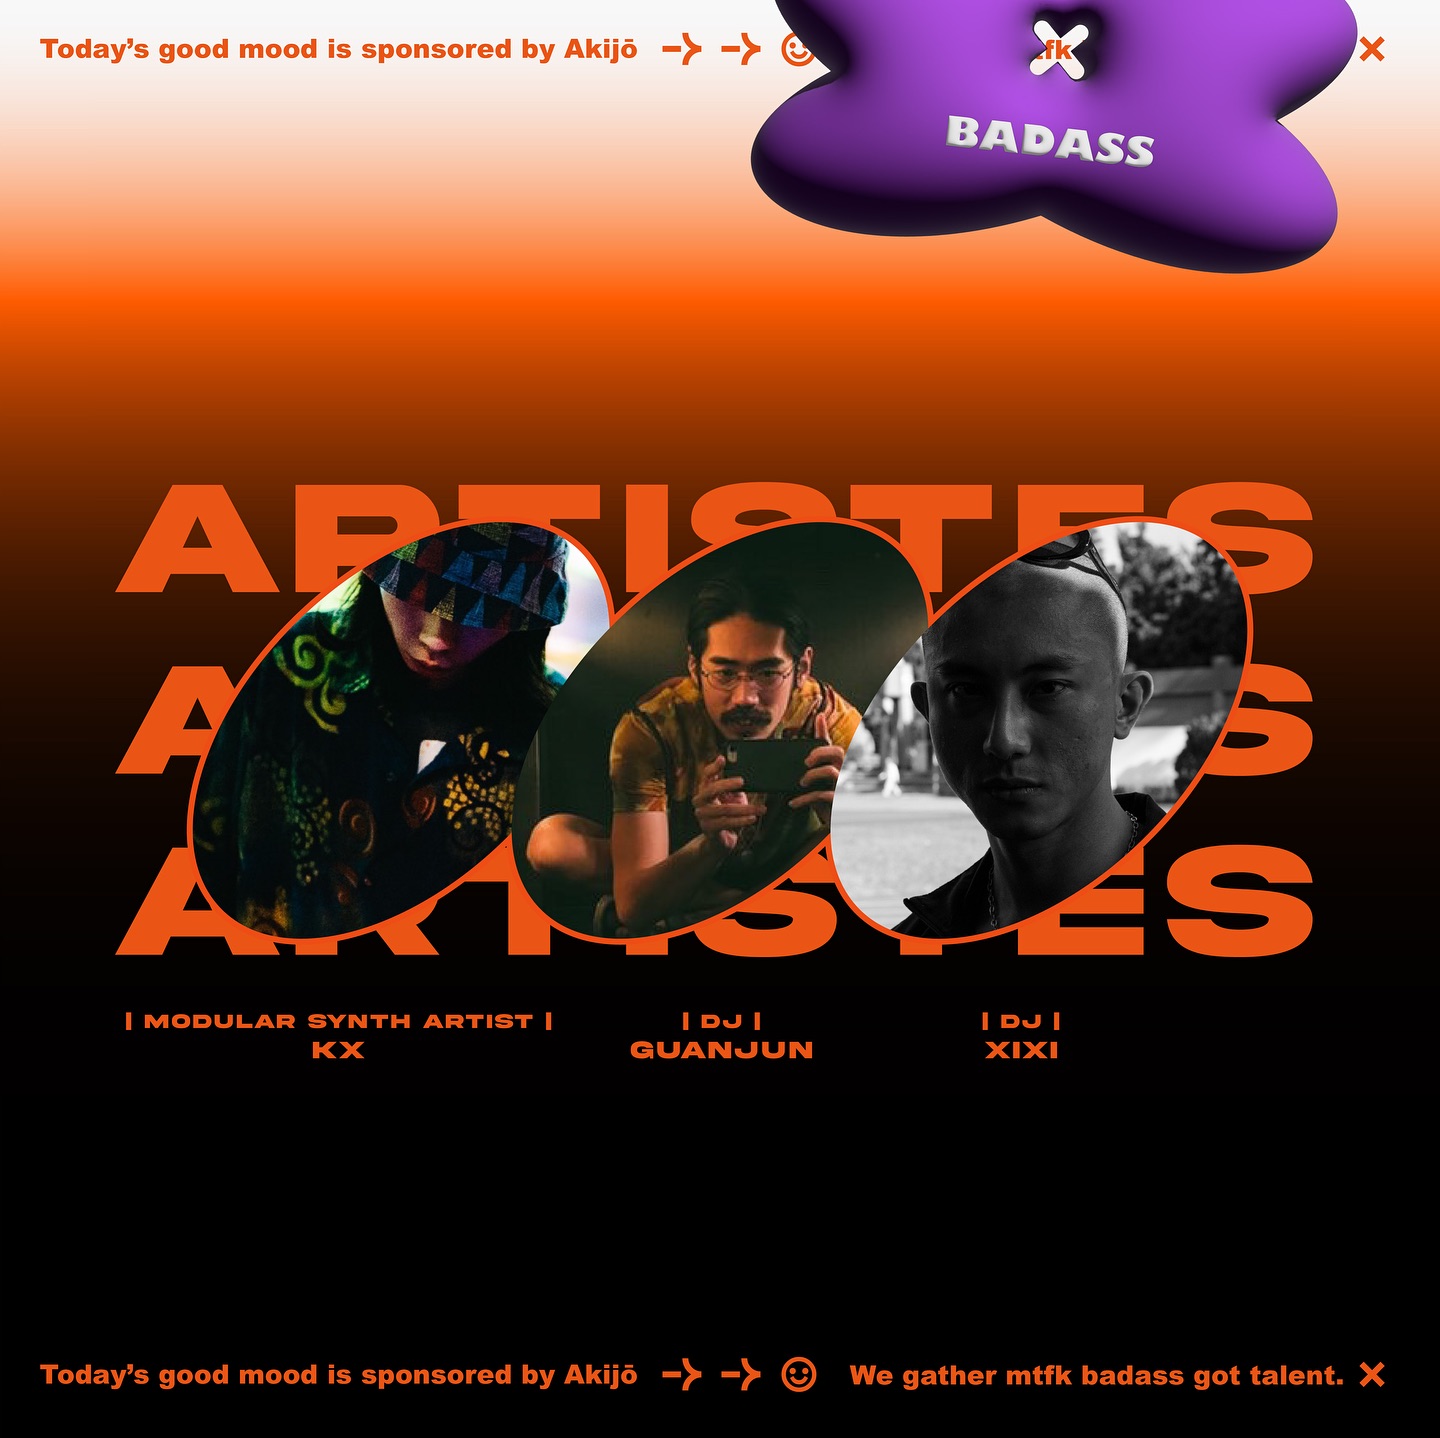 Today’s good mood is sponsored by Akijō
tfk
BADASS
ARTISTES
ARTISTES
ARTISTES
| MODULAR SYNTH ARTIST |
KX
| DJ |
GUANJUN
| DJ |
XIXI
Today’s good mood is sponsored by Akijō
We gather mtfk badass got talent.